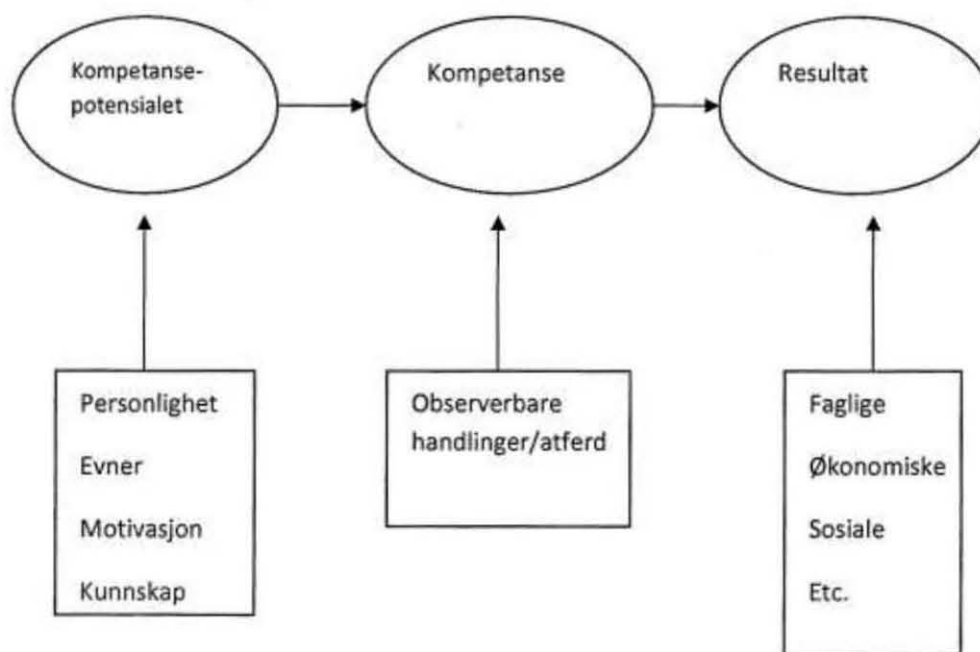 Kompetanse-
potensialet
Kompetanse
Resultat
Personlighet
Evner
Motivasjon
Kunnskap
Observerbare
handlinger/atferd
Faglige
Økonomiske
Sosiale
Etc.